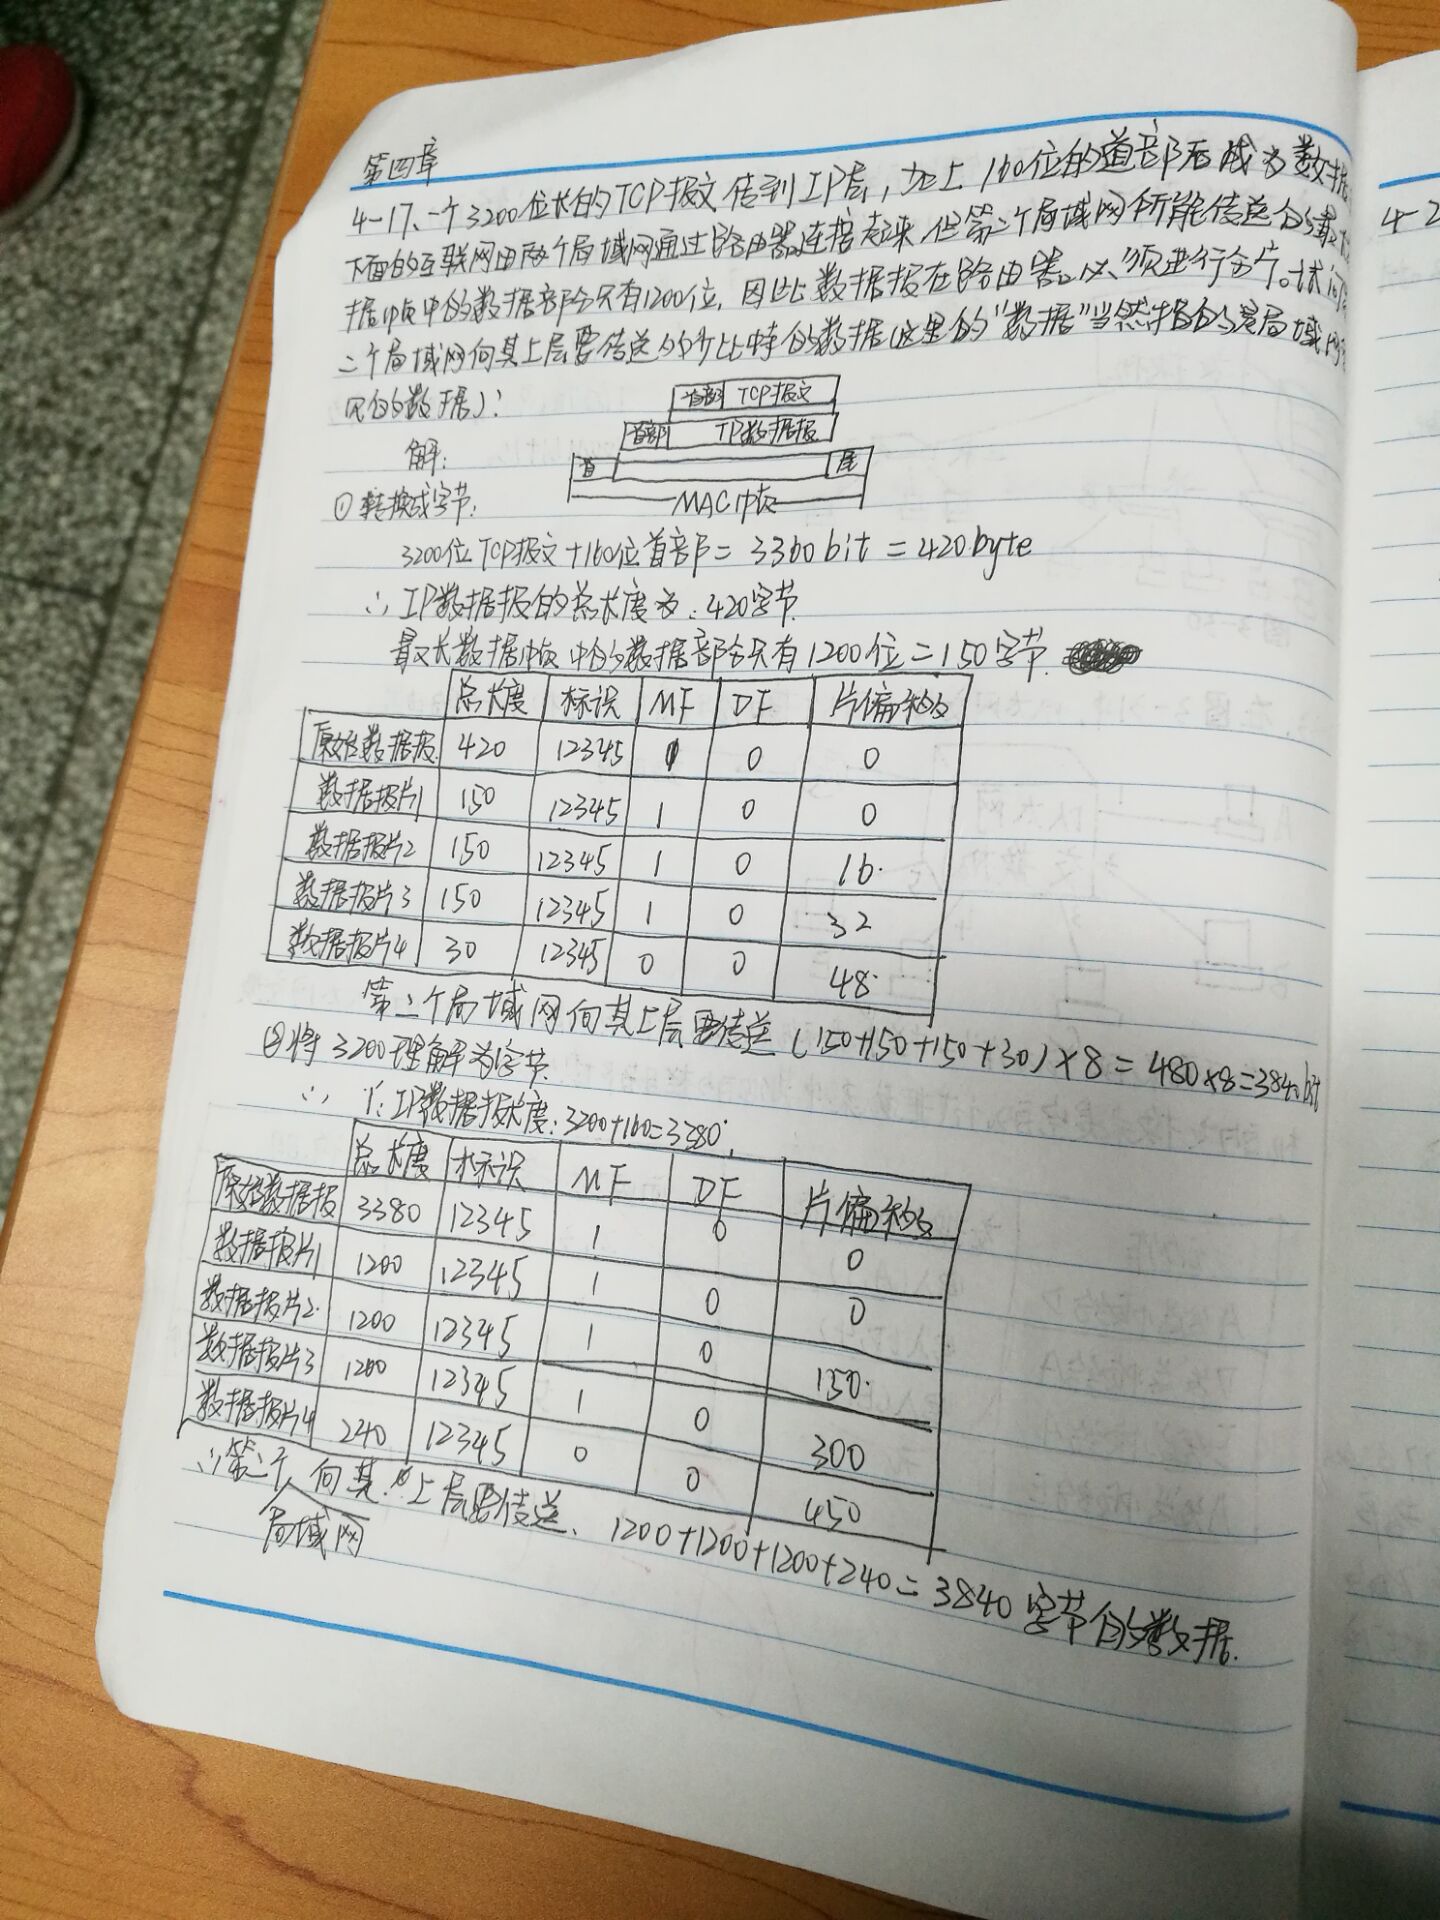 第四章
4-17、一个3200位长的TCP报文传到IP层，加上160位的首部后成为数据
下面的互联网由两个局域网通过路由器连接起来，但第二个局域网所能传送的最长
据帧中的数据部分只有1200位，因此数据报在路由器必须进行分片。试问
二个局域网向其上层要传送多少比特的数据（这里的“数据”当然指的是局域网
见的数据）？
首部 TCP报文
首部 IP数据报
解：
首 尾
MAC帧
① 转换成字节：
3200位TCP报文+160位首部 = 3360 bit = 420 byte
∴ IP数据报的总长度为：420字节.
最长数据帧中的数据部分只有1200位=150字节.
总长度 标识 MF DF 片偏移
原始数据报 420 12345 0 0
数据报片1 150 12345 1 0 0
数据报片2 150 12345 1 0 16.
数据报片3 150 12345 1 0 32
数据报片4 30 12345 0 0 48.
第二个局域网向其上层要传送（150+150+150+30）×8 = 480×8=3840 bit
②将3200理解为字节.
∴ IP数据报长度：3200+160=3380；
总长度 标识 MF DF 片偏移
原始数据报 3380 12345 1 0 0
数据报片1 1200 12345 1 0 0
数据报片2. 1200 12345 1 0 150.
数据报片3 1200 12345 1 0 300
数据报片4 240 12345 0 0 450
∴第二个局域网向其上层要传送、1200+1200+1200+240=3840字节的数据.
4-2